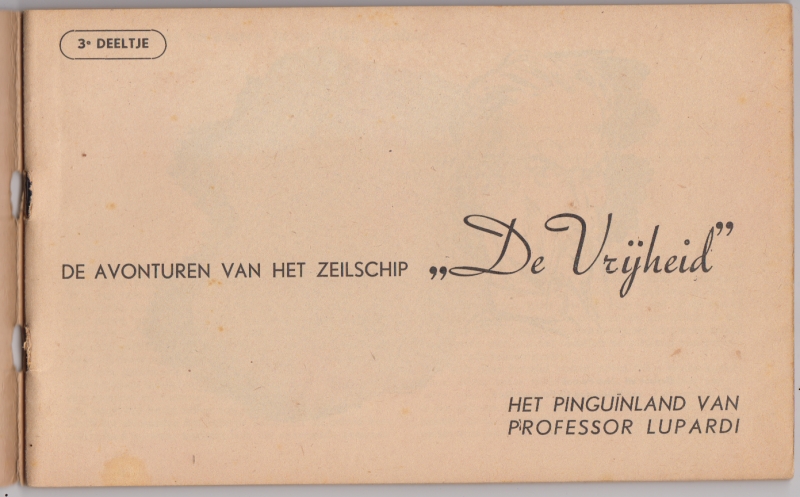 3e DEELTJE
DE AVONTUREN VAN HET ZEILSCHIP „De Vrijheid”
HET PINGUÏNLAND VAN
PROFESSOR LUPARDI